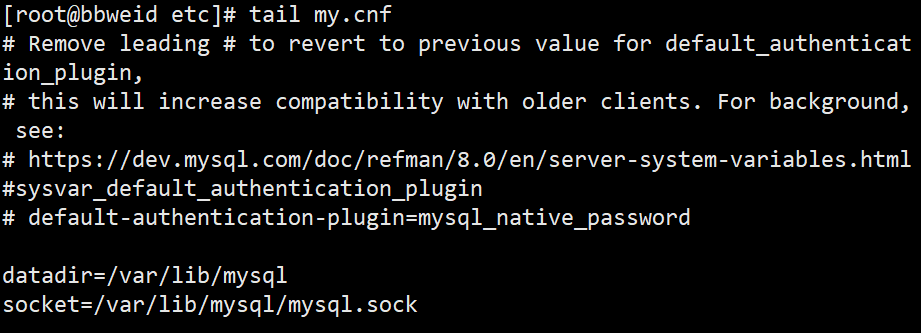 [root@bbweid etc]# tail my.cnf
# Remove leading # to revert to previous value for default_authenticat
ion_plugin,
# this will increase compatibility with older clients. For background,
 see:
# https://dev.mysql.com/doc/refman/8.0/en/server-system-variables.html
#sysvar_default_authentication_plugin
# default-authentication-plugin=mysql_native_password

datadir=/var/lib/mysql
socket=/var/lib/mysql/mysql.sock